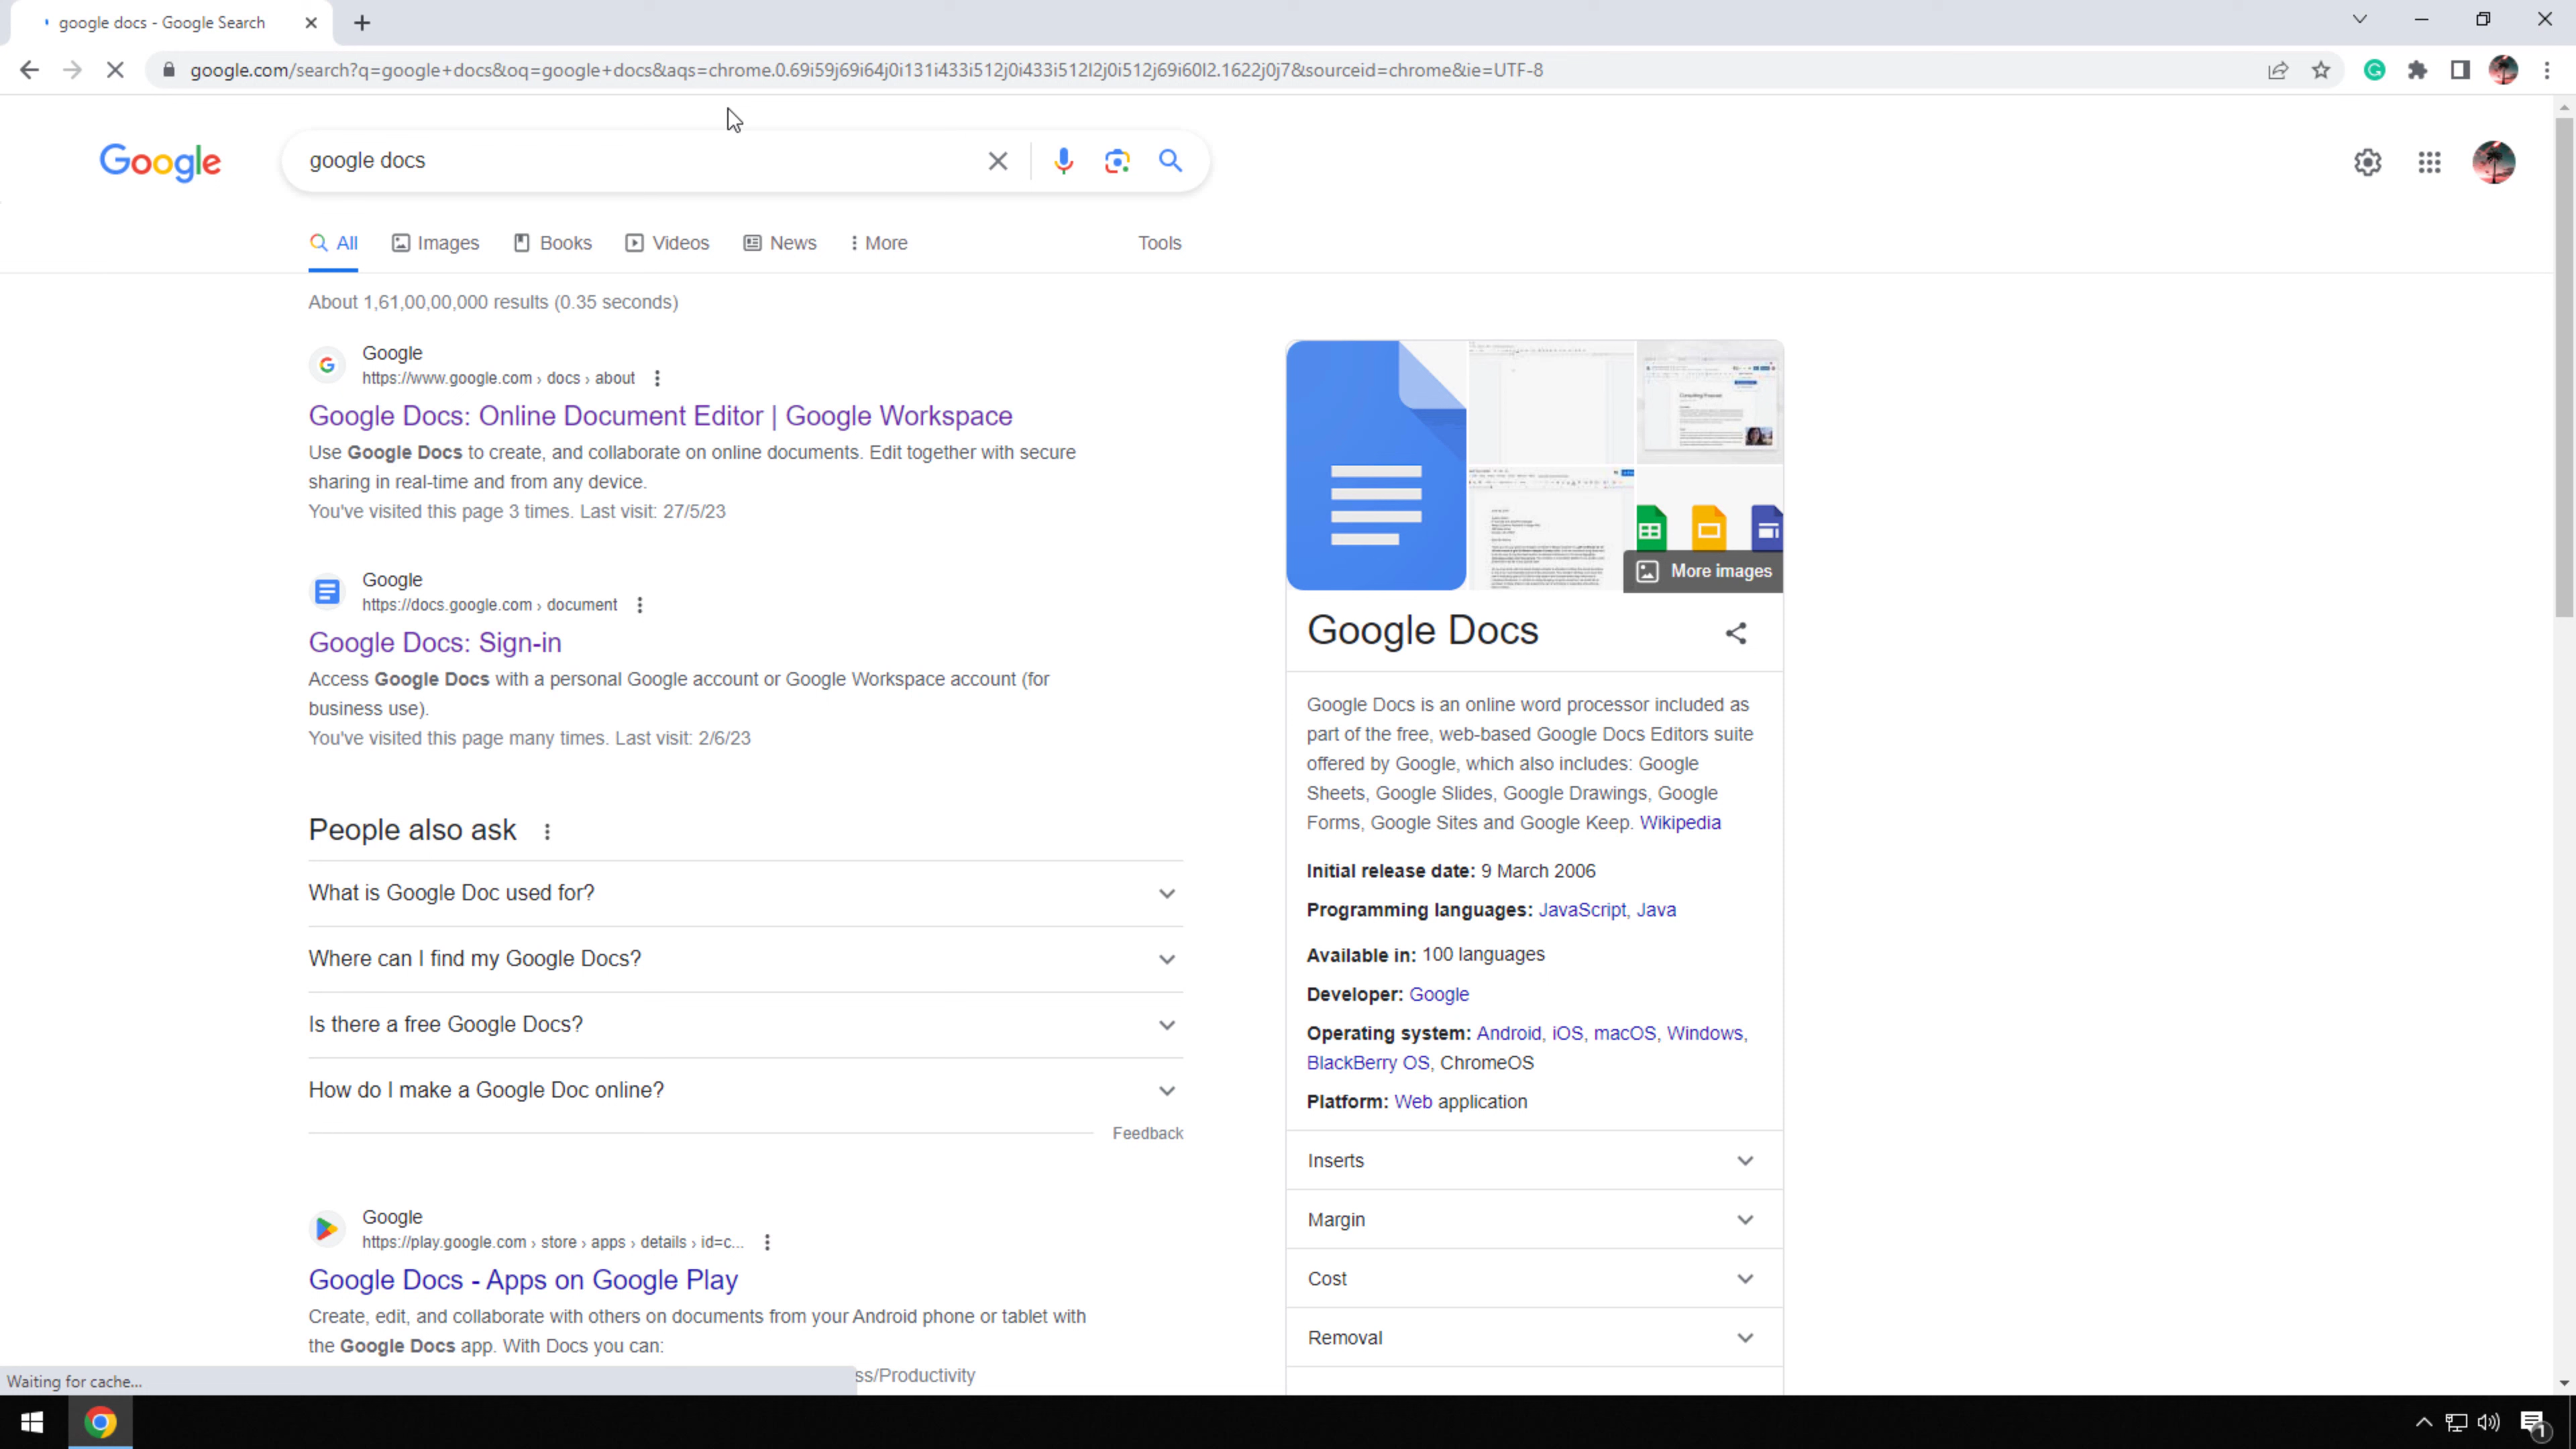 google docs - Google Search
google.com/search?q=google+docs&oq=google+docs&aqs=chrome.0.69i59j69i64j0i131i433i512j0i433i512l2j0i512j69i60l2.1622j0j7&sourceid=chrome&ie=UTF-8
Google
google docs
All
Images
Books
Videos
News
More
Tools
About 1,61,00,00,000 results (0.35 seconds)
Google
https://www.google.com › docs › about
Google Docs: Online Document Editor | Google Workspace
Use Google Docs to create, and collaborate on online documents. Edit together with secure
sharing in real-time and from any device.
You've visited this page 3 times. Last visit: 27/5/23
Google
https://docs.google.com › document
Google Docs: Sign-in
Access Google Docs with a personal Google account or Google Workspace account (for
business use).
You've visited this page many times. Last visit: 2/6/23
People also ask
What is Google Doc used for?
Where can I find my Google Docs?
Is there a free Google Docs?
How do I make a Google Doc online?
Feedback
Google
https://play.google.com › store › apps › details › id=c...
Google Docs - Apps on Google Play
Create, edit, and collaborate with others on documents from your Android phone or tablet with
the Google Docs app. With Docs you can:
ss/Productivity
Waiting for cache...
More images
Google Docs
Google Docs is an online word processor included as
part of the free, web-based Google Docs Editors suite
offered by Google, which also includes: Google
Sheets, Google Slides, Google Drawings, Google
Forms, Google Sites and Google Keep. Wikipedia
Initial release date: 9 March 2006
Programming languages: JavaScript, Java
Available in: 100 languages
Developer: Google
Operating system: Android, iOS, macOS, Windows,
BlackBerry OS, ChromeOS
Platform: Web application
Inserts
Margin
Cost
Removal
1